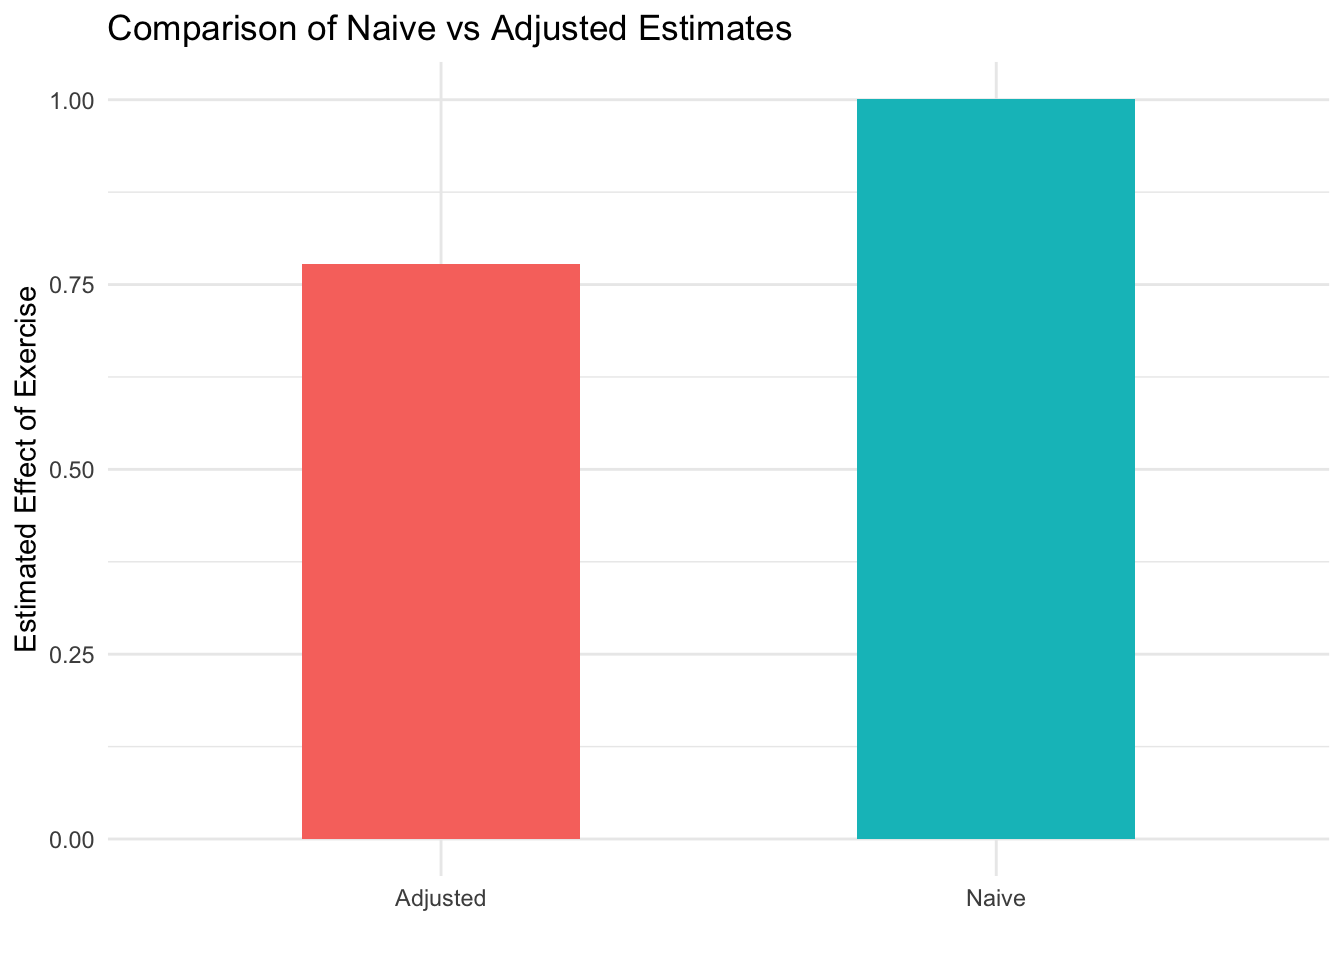 Comparison of Naive vs Adjusted Estimates
Estimated Effect of Exercise
1.00
0.75
0.50
0.25
0.00
Adjusted
Naive